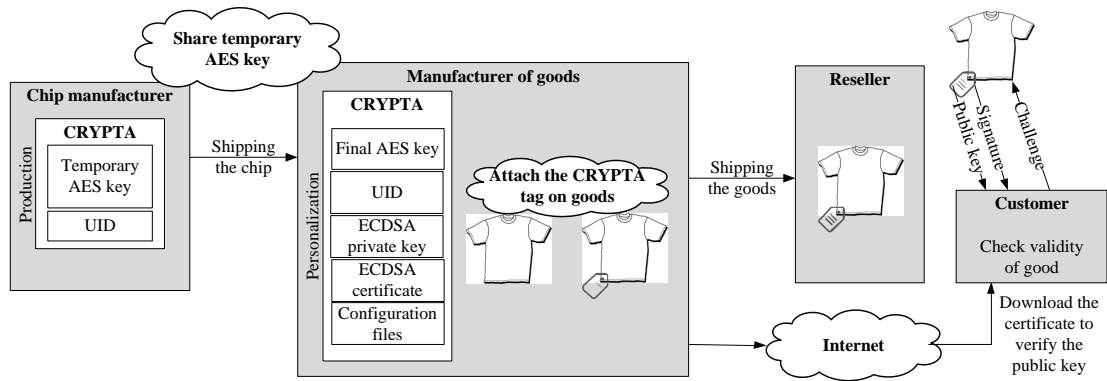 Share temporary
AES key
Chip manufacturer
CRYPTA
Production
Temporary
AES key
UID
Shipping
the chip
Manufacturer of goods
CRYPTA
Personalization
Final AES key
UID
ECDSA
private key
ECDSA
certificate
Configuration
files
Attach the CRYPTA
tag on goods
Shipping
the goods
Reseller
Public key
Signature
Challenge
Customer
Check validity
of good
Internet
Download the
certificate to
verify the
public key